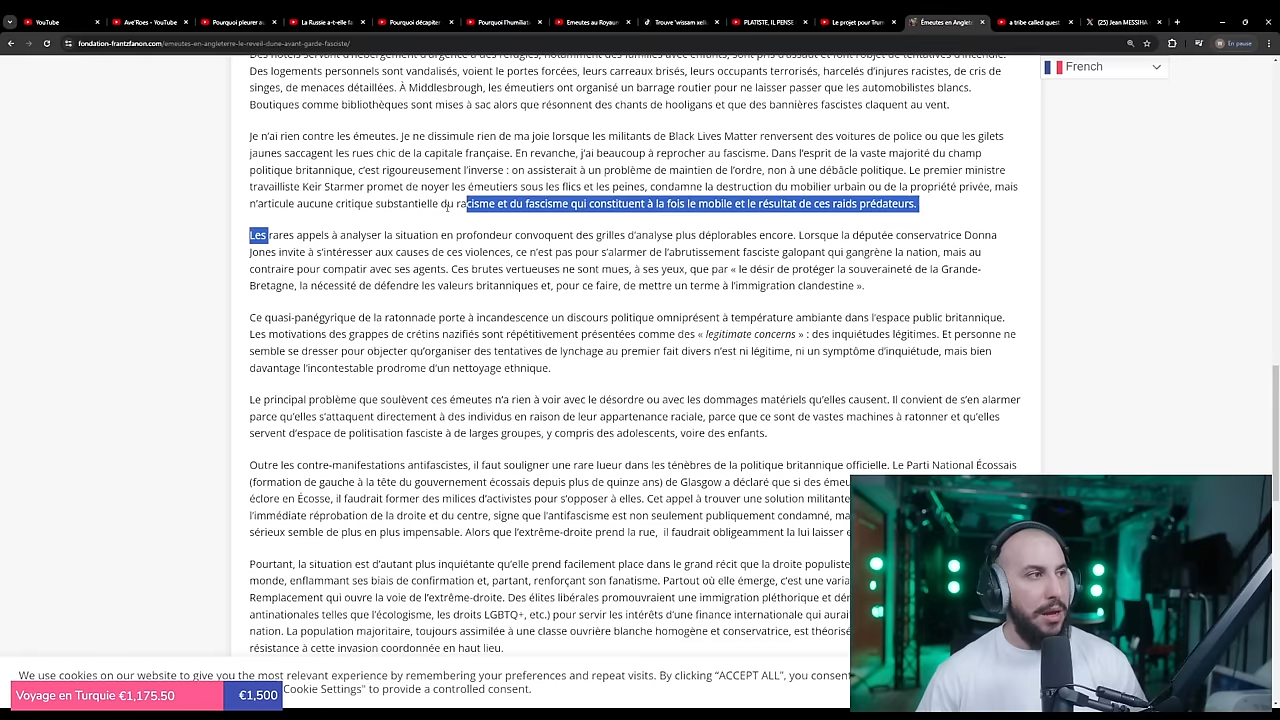 YouTube
Ave'Roes - YouTube
Pourquoi pleurer au
La Russie a-t-elle fa
Pourquoi décapiter
Pourquoi l'humiliat
Emeutes au Royau
Trouve 'wissam xeli
PLATISTE, IL PENSE
Le projet pour Trum
Émeutes en Anglete
a tribe called quest
(25) Jean MESSIHA
fondation-frantzfanon.com/emeutes-en-angleterre-le-reveil-dune-avant-garde-fasciste/
En pause
French
Des logements personnels sont vandalisés, voient le portes forcées, leurs carreaux brisés, leurs occupants terrorisés, harcelés d'injures racistes, de cris de
singes, de menaces détaillées. À Middlesbrough, les émeutiers ont organisé un barrage routier pour ne laisser passer que les automobilistes blancs.
Boutiques comme bibliothèques sont mises à sac alors que résonnent des chants de hooligans et que des bannières fascistes claquent au vent.
Je n'ai rien contre les émeutes. Je ne dissimule rien de ma joie lorsque les militants de Black Lives Matter renversent des voitures de police ou que les gilets
jaunes saccagent les rues chic de la capitale française. En revanche, j'ai beaucoup à reprocher au fascisme. Dans l'esprit de la vaste majorité du champ
politique britannique, c'est rigoureusement l'inverse : on assisterait à un problème de maintien de l'ordre, non à une débâcle politique. Le premier ministre
travailliste Keir Starmer promet de noyer les émeutiers sous les flics et les peines, condamne la destruction du mobilier urbain ou de la propriété privée, mais
n'articule aucune critique substantielle du racisme et du fascisme qui constituent à la fois le mobile et le résultat de ces raids prédateurs.
Les rares appels à analyser la situation en profondeur convoquent des grilles d'analyse plus déplorables encore. Lorsque la députée conservatrice Donna
Jones invite à s'intéresser aux causes de ces violences, ce n'est pas pour s'alarmer de l'abrutissement fasciste galopant qui gangrène la nation, mais au
contraire pour compatir avec ses agents. Ces brutes vertueuses ne sont mues, à ses yeux, que par « le désir de protéger la souveraineté de la Grande-
Bretagne, la nécessité de défendre les valeurs britanniques et, pour ce faire, de mettre un terme à l'immigration clandestine ».
Ce quasi-panégyrique de la ratonnade porte à incandescence un discours politique omniprésent à température ambiante dans l'espace public britannique.
Les motivations des grappes de crétins nazifiés sont répétitivement présentées comme des « legitimate concerns » : des inquiétudes légitimes. Et personne ne
semble se dresser pour objecter qu'organiser des tentatives de lynchage au premier fait divers n'est ni légitime, ni un symptôme d'inquiétude, mais bien
davantage l'incontestable prodrome d'un nettoyage ethnique.
Le principal problème que soulèvent ces émeutes n'a rien à voir avec le désordre ou avec les dommages matériels qu'elles causent. Il convient de s'en alarmer
parce qu'elles s'attaquent directement à des individus en raison de leur appartenance raciale, parce que ce sont de vastes machines à ratonner et qu'elles
servent d'espace de politisation fasciste à de larges groupes, y compris des adolescents, voire des enfants.
Outre les contre-manifestations antifascistes, il faut souligner une rare lueur dans les ténèbres de la politique britannique officielle. Le Parti National Écossais
(formation de gauche à la tête du gouvernement écossais depuis plus de quinze ans) de Glasgow a déclaré que si des émeu
éclore en Écosse, il faudrait former des milices d'activistes pour s'opposer à elles. Cet appel à trouver une solution militante
l'immédiate réprobation de la droite et du centre, signe que l'antifascisme est non seulement publiquement condamné, ma
sérieux semble de plus en plus impensable. Alors que l'extrême-droite prend la rue, il faudrait obligeamment la lui laisser e
Pourtant, la situation est d'autant plus inquiétante qu'elle prend facilement place dans le grand récit que la droite populiste
monde, enflammant ses biais de confirmation et, partant, renforçant son fanatisme. Partout où elle émerge, c'est une varia
Remplacement qui ouvre la voie de l'extrême-droite. Des élites libérales promouvraient une immigration pléthorique et dé
antinationales telles que l'écologisme, les droits LGBTQ+, etc.) pour servir les intérêts d'une finance internationale qui aurai
nation. La population majoritaire, toujours assimilée à une classe ouvrière blanche homogène et conservatrice, est théorisé
résistance à cette invasion coordonnée en haut lieu.
We use cookies on our website to give you the most relevant experience by remembering your preferences and repeat visits. By clicking "ACCEPT ALL", you consent
Cookie Settings" to provide a controlled consent.
Voyage en Turquie €1,175.50
€1,500